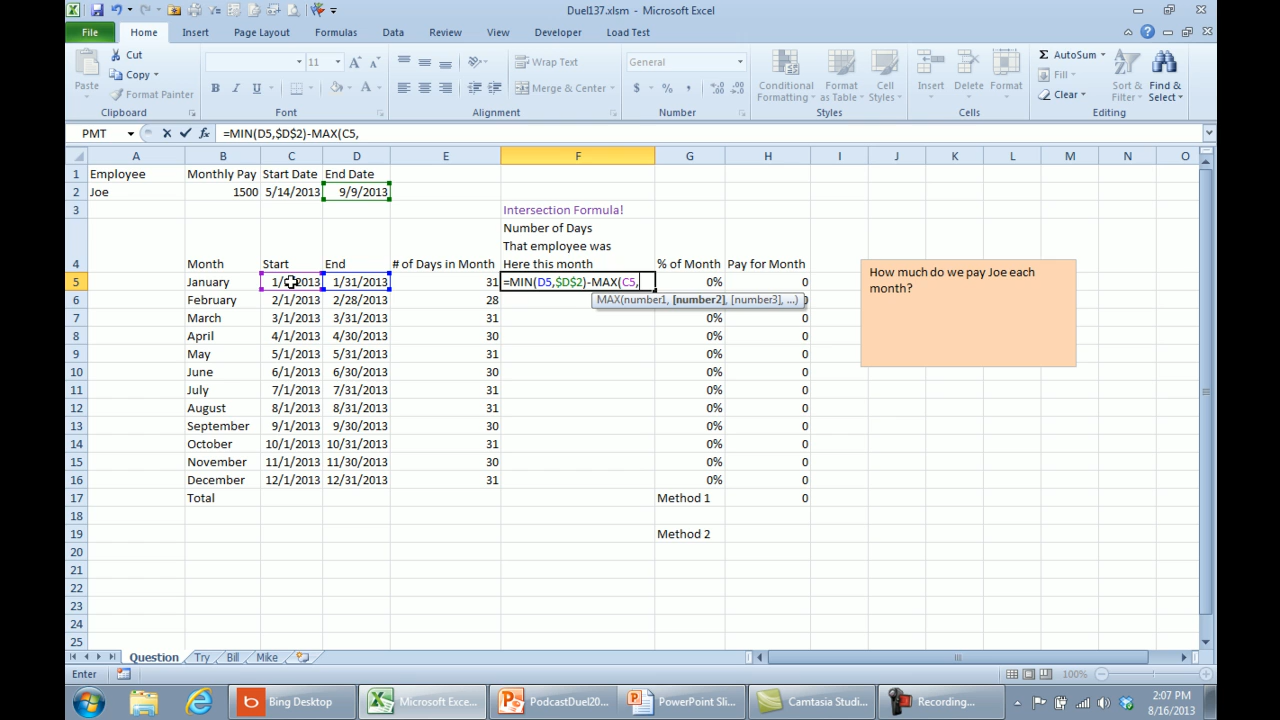 Duel137.xlsm - Microsoft Excel
File Home Insert Page Layout Formulas Data Review View Developer Load Test
Paste Cut Copy Format Painter Clipboard
11 B I U A Font
Wrap Text Merge & Center Alignment
General $ % , Number
Conditional Formatting Format as Table Cell Styles Styles
Insert Delete Format Cells
Σ AutoSum Fill Clear Sort & Filter Find & Select Editing
PMT fx =MIN(D5,$D$2)-MAX(C5,
A B C D E F G H I J K L M N O
1 Employee Monthly Pay Start Date End Date
2 Joe 1500 5/14/2013 9/9/2013
3 Intersection Formula!
Number of Days
That employee was
4 Month Start End # of Days in Month Here this month % of Month Pay for Month
5 January 1/ 2013 1/31/2013 31 =MIN(D5,$D$2)-MAX(C5, 0% 0
MAX(number1, [number2], [number3], ...)
6 February 2/1/2013 2/28/2013 28 0
7 March 3/1/2013 3/31/2013 31 0% 0
8 April 4/1/2013 4/30/2013 30 0% 0
9 May 5/1/2013 5/31/2013 31 0% 0
10 June 6/1/2013 6/30/2013 30 0% 0
11 July 7/1/2013 7/31/2013 31 0% 0
12 August 8/1/2013 8/31/2013 31 0% 0
13 September 9/1/2013 9/30/2013 30 0% 0
14 October 10/1/2013 10/31/2013 31 0% 0
15 November 11/1/2013 11/30/2013 30 0% 0
16 December 12/1/2013 12/31/2013 31 0% 0
17 Total Method 1 0
18
19 Method 2
20
21
22
23
24
25
How much do we pay Joe each
month?
Question Try Bill Mike
Enter 100%
Bing Desktop Microsoft Exc... PodcastDuel20... PowerPoint Sli... Camtasia Studi... Recording...
2:07 PM
8/16/2013